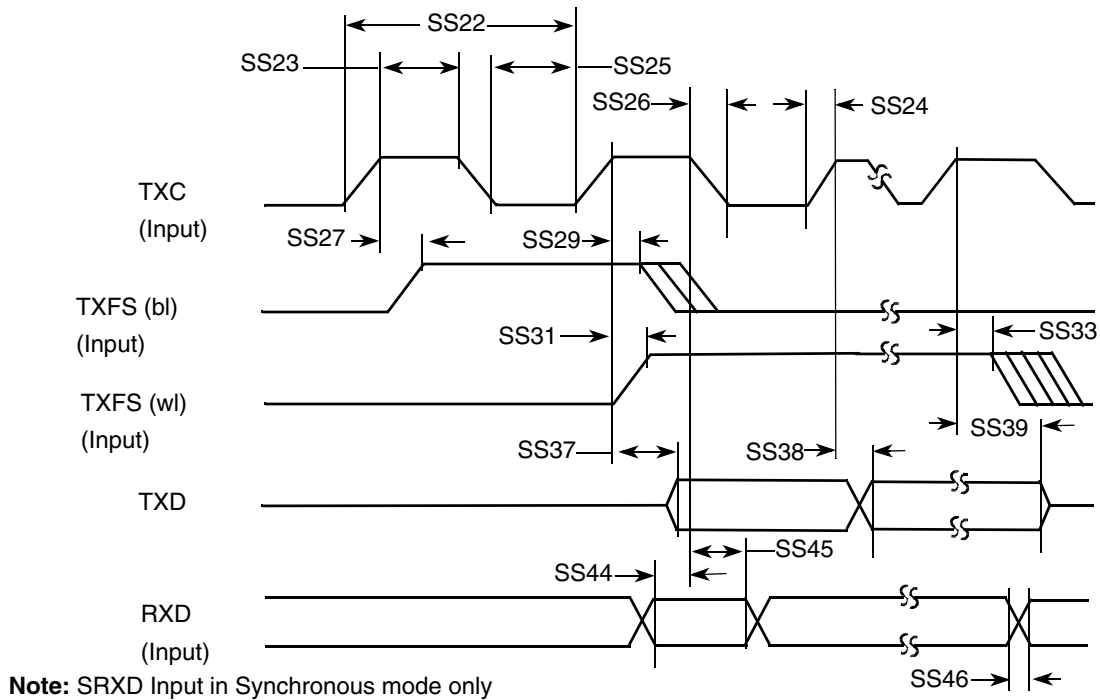 SS22
SS23
SS25
SS26
SS24
TXC
(Input)
SS27
SS29
TXFS (bl)
(Input)
SS31
SS33
TXFS (wl)
(Input)
SS39
SS37
SS38
TXD
SS45
SS44
RXD
(Input)
SS46
Note: SRXD Input in Synchronous mode only